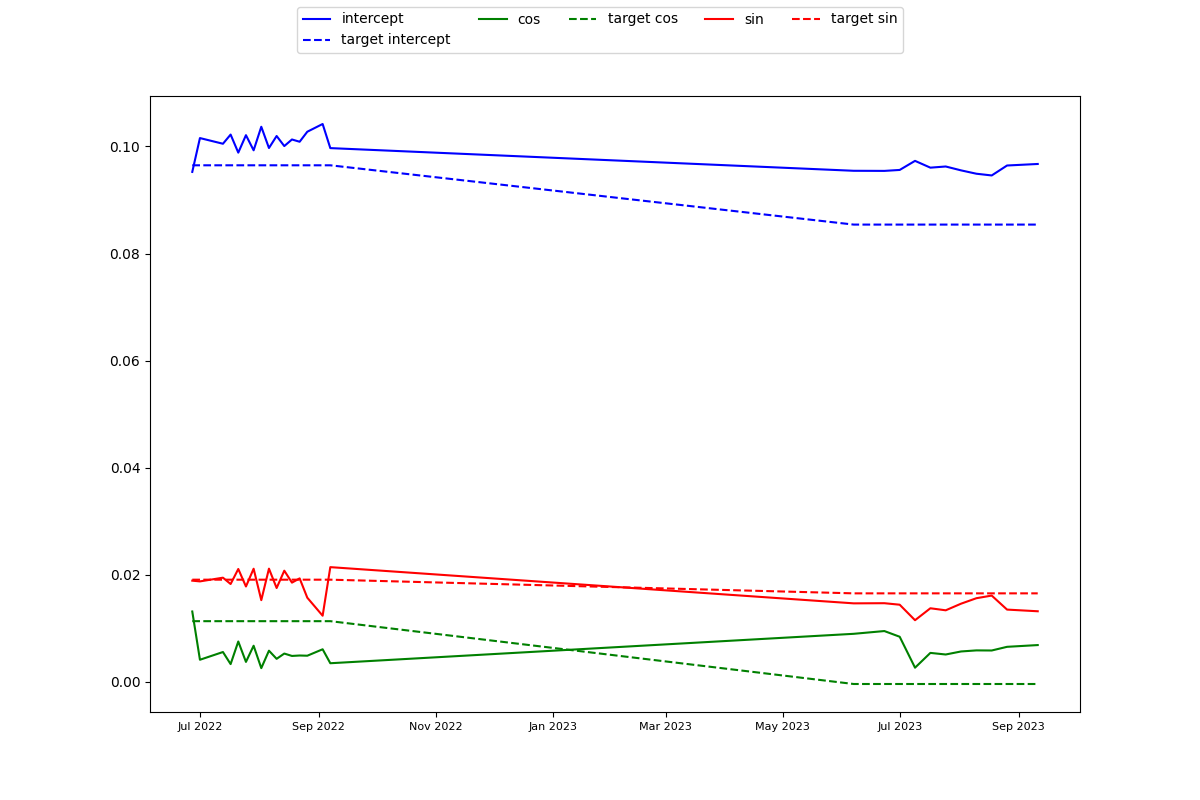 intercept cos target cos sin target sin
target intercept
0.10
0.08
0.06
0.04
0.02
0.00
Jul 2022 Sep 2022 Nov 2022 Jan 2023 Mar 2023 May 2023 Jul 2023 Sep 2023